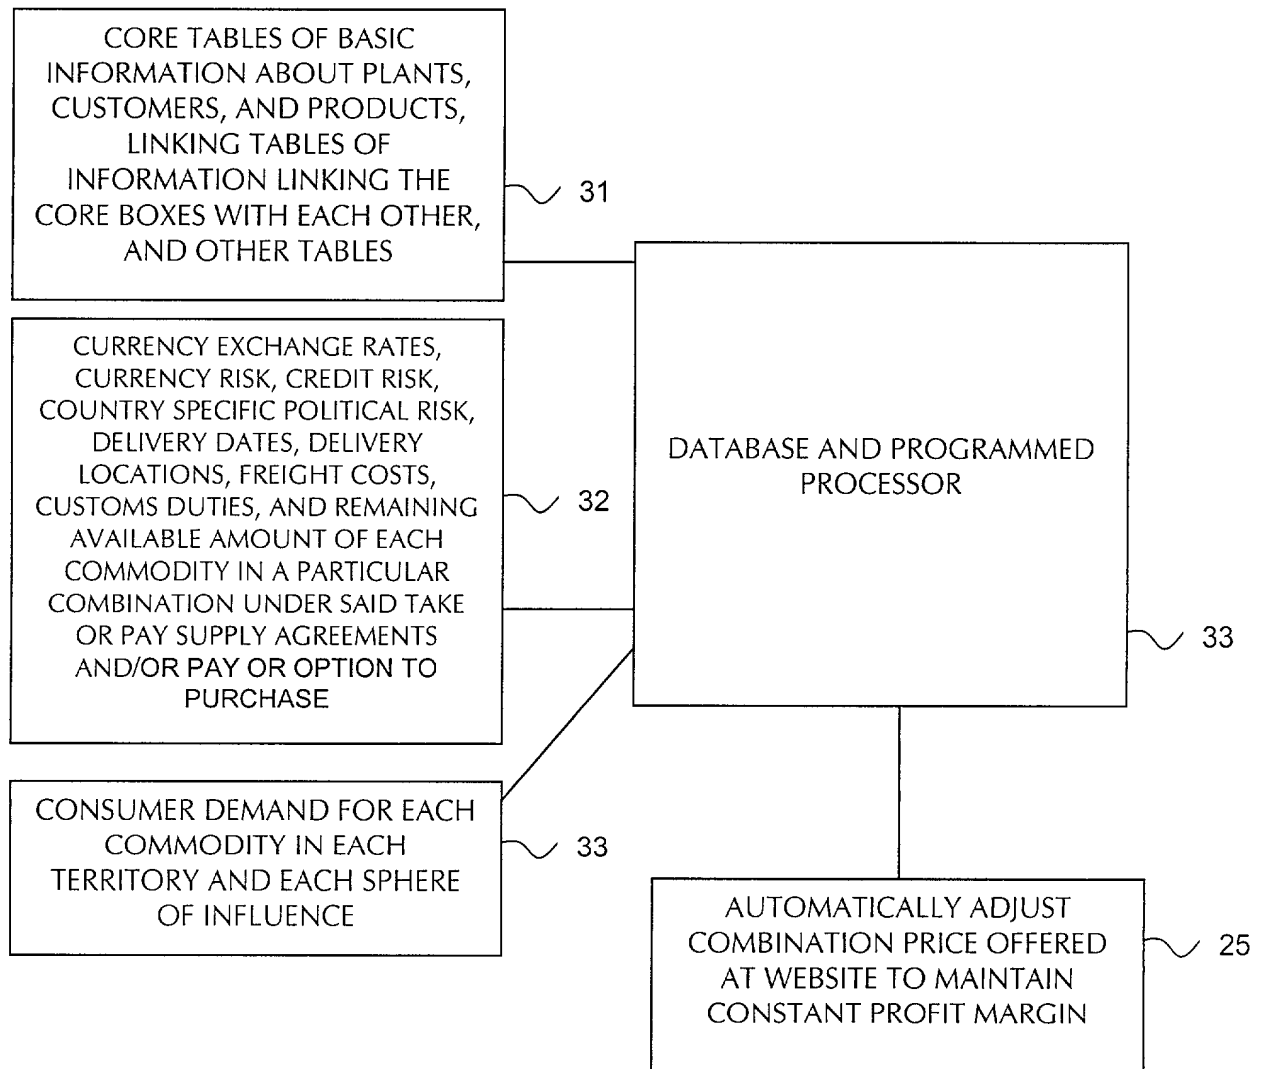 CORE TABLES OF BASIC
INFORMATION ABOUT PLANTS,
CUSTOMERS, AND PRODUCTS,
LINKING TABLES OF
INFORMATION LINKING THE
CORE BOXES WITH EACH OTHER,
AND OTHER TABLES
31
CURRENCY EXCHANGE RATES,
CURRENCY RISK, CREDIT RISK,
COUNTRY SPECIFIC POLITICAL RISK,
DELIVERY DATES, DELIVERY
LOCATIONS, FREIGHT COSTS,
CUSTOMS DUTIES, AND REMAINING
AVAILABLE AMOUNT OF EACH
COMMODITY IN A PARTICULAR
COMBINATION UNDER SAID TAKE
OR PAY SUPPLY AGREEMENTS
AND/OR PAY OR OPTION TO
PURCHASE
32
DATABASE AND PROGRAMMED
PROCESSOR
33
CONSUMER DEMAND FOR EACH
COMMODITY IN EACH
TERRITORY AND EACH SPHERE
OF INFLUENCE
33
AUTOMATICALLY ADJUST
COMBINATION PRICE OFFERED
AT WEBSITE TO MAINTAIN
CONSTANT PROFIT MARGIN
25